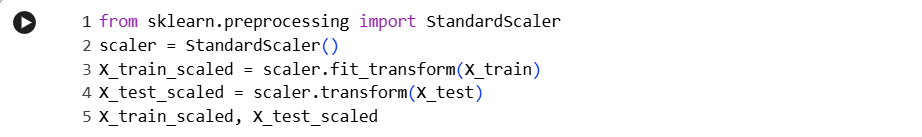 1 from sklearn.preprocessing import StandardScaler
2 scaler = StandardScaler()
3 X_train_scaled = scaler.fit_transform(X_train)
4 X_test_scaled = scaler.transform(X_test)
5 X_train_scaled, X_test_scaled